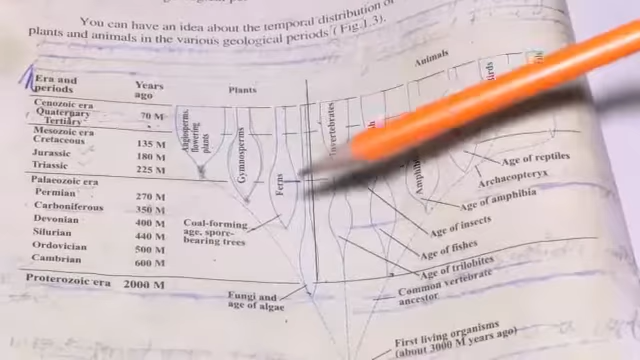 You can have an idea about the temporal distribution of
plants and animals in the various geological periods (Fig.1.3).
Era and periods
Years ago
Plants
Animals
Cenozoic era
Quaternary
Tertiary
70 M
Mesozoic era
Cretaceous
135 M
Jurassic
180 M
Triassic
225 M
Palaeozoic era
Permian
270 M
Carboniferous
350 M
Devonian
400 M
Silurian
440 M
Ordovician
500 M
Cambrian
600 M
Proterozoic era
2000 M
Angiosperms,
flowering
plants
Gymnosperms
Ferns
Invertebrates
Coal-forming
age, spore-
bearing trees
Fungi and
age of algae
Age of reptiles
Archaeopteryx
Age of amphibia
Age of insects
Age of fishes
Age of trilobites
Common vertebrate
ancestor
First living organisms
(about 3000 M years ago)